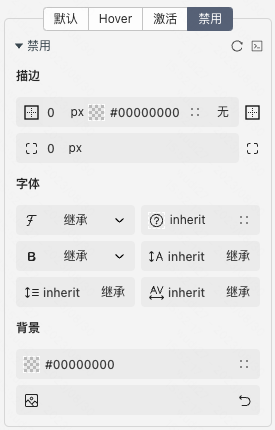 默认 Hover 激活 禁用
禁用
描边
0 px #00000000 无
0 px
字体
继承 inherit
B 继承 A inherit 继承
inherit 继承 AV inherit 继承
背景
#00000000